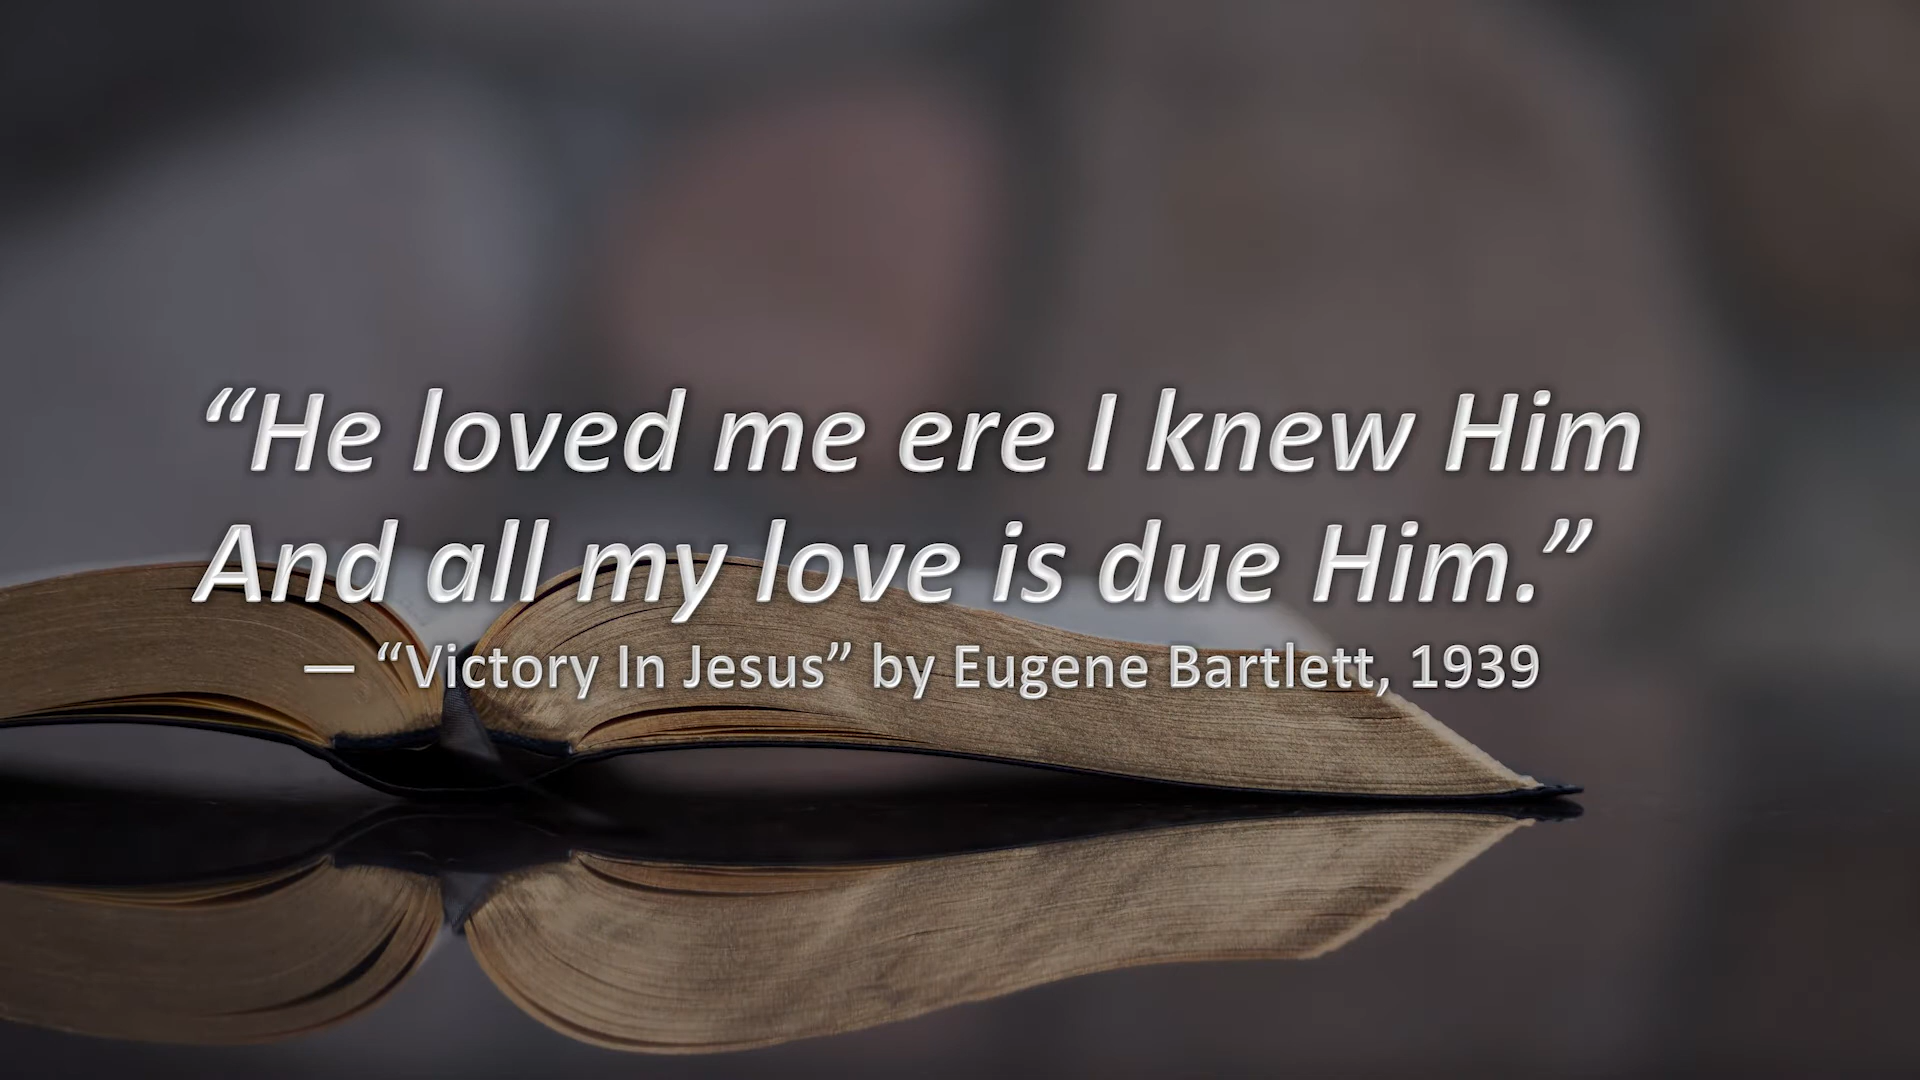 “He loved me ere I knew Him
And all my love is due Him.”
— “Victory In Jesus” by Eugene Bartlett, 1939